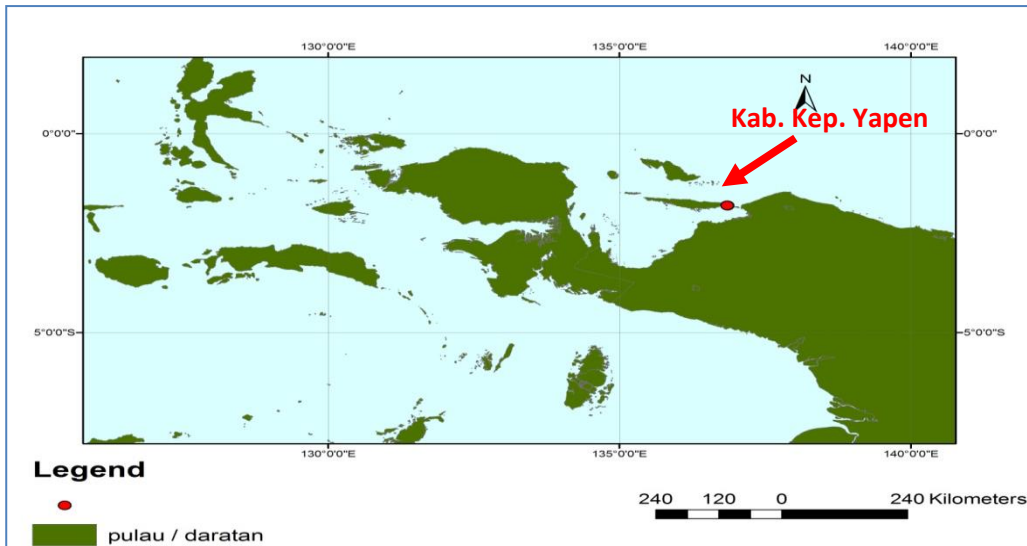 130°0'0"E 135°0'0"E 140°0'0"E
N
Kab. Kep. Yapen
0°0'0" 0°0'0"
5°0'0"S 5°0'0"S
130°0'0"E 135°0'0"E 140°0'0"E
Legend
240 120 0 240 Kilometers
pulau / daratan